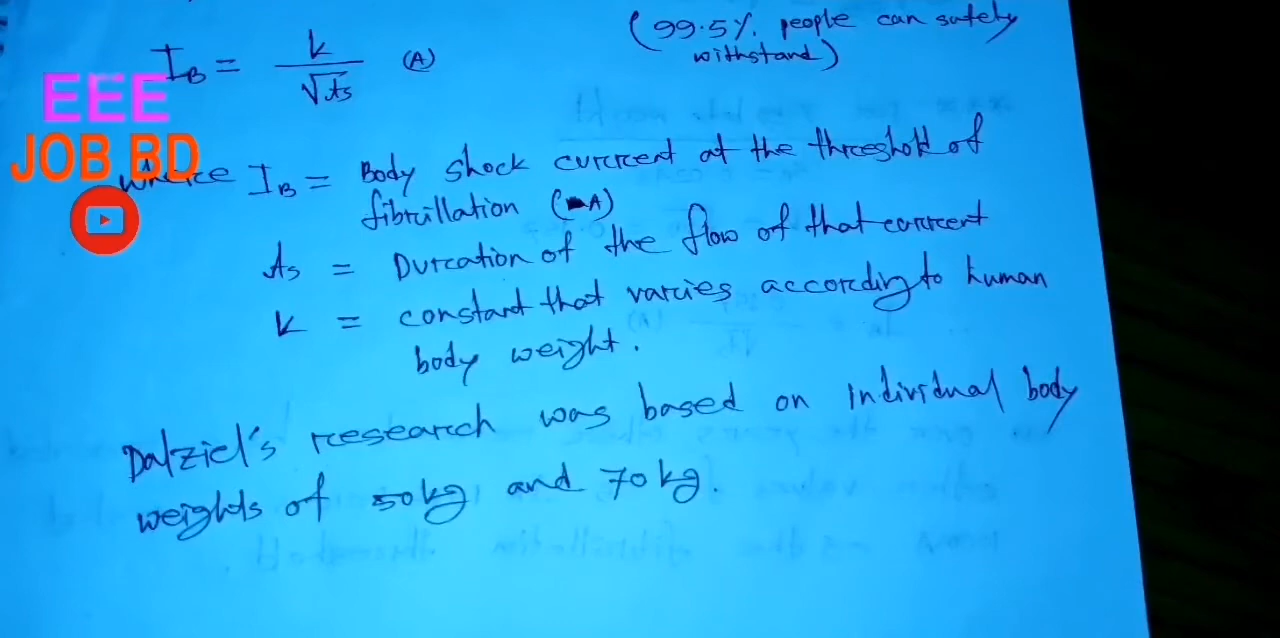 I_B = k / √ts (A) (99.5% people can safely
withstand)
EEE
JOB BD
where I_B = Body shock current at the threshold of
fibrillation (A)
ts = Duration of the flow of that current
k = constant that varies according to human
body weight.
Dalziel's research was based on individual body
weights of 50kg and 70kg.